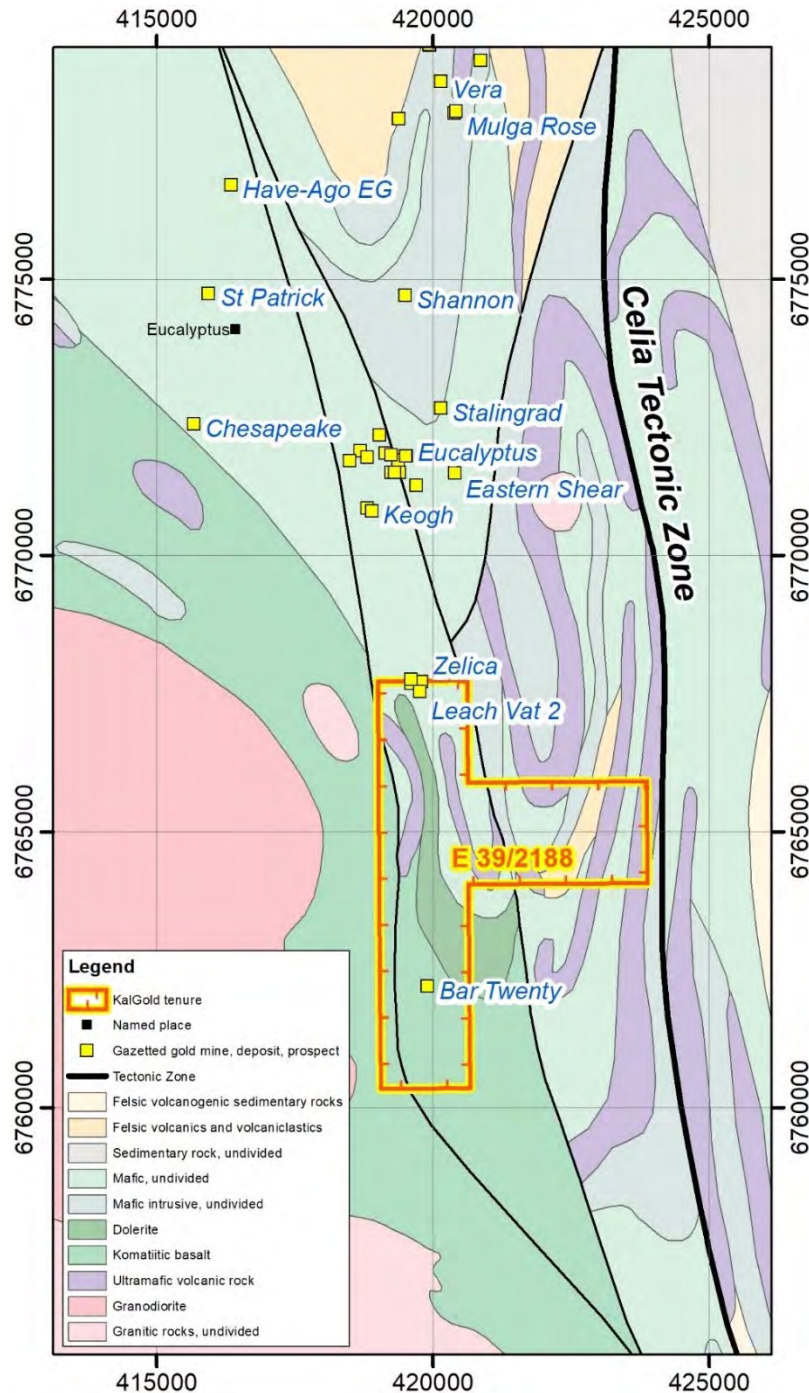 415000
420000
425000
Vera
Mulga Rose
Have-Ago EG
6775000
6775000
St Patrick
Shannon
Eucalyptus
Celia Tectonic Zone
Stalingrad
Chesapeake
Eucalyptus
Eastern Shear
Keogh
6770000
6770000
Zelica
Leach Vat 2
6765000
6765000
E 39/2188
Legend
KalGold tenure
Named place
Gazetted gold mine, deposit, prospect
Tectonic Zone
Felsic volcanogenic sedimentary rocks
Felsic volcanics and volcaniclastics
Sedimentary rock, undivided
Mafic, undivided
Mafic intrusive, undivided
Dolerite
Komatiitic basalt
Ultramafic volcanic rock
Granodiorite
Granitic rocks, undivided
Bar Twenty
6760000
6760000
415000
420000
425000